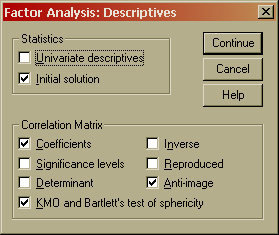 Factor Analysis: Descriptives
Statistics
Univariate descriptives
Initial solution
Continue
Cancel
Help
Correlation Matrix
Coefficients
Inverse
Significance levels
Reproduced
Determinant
Anti-image
KMO and Bartlett's test of sphericity